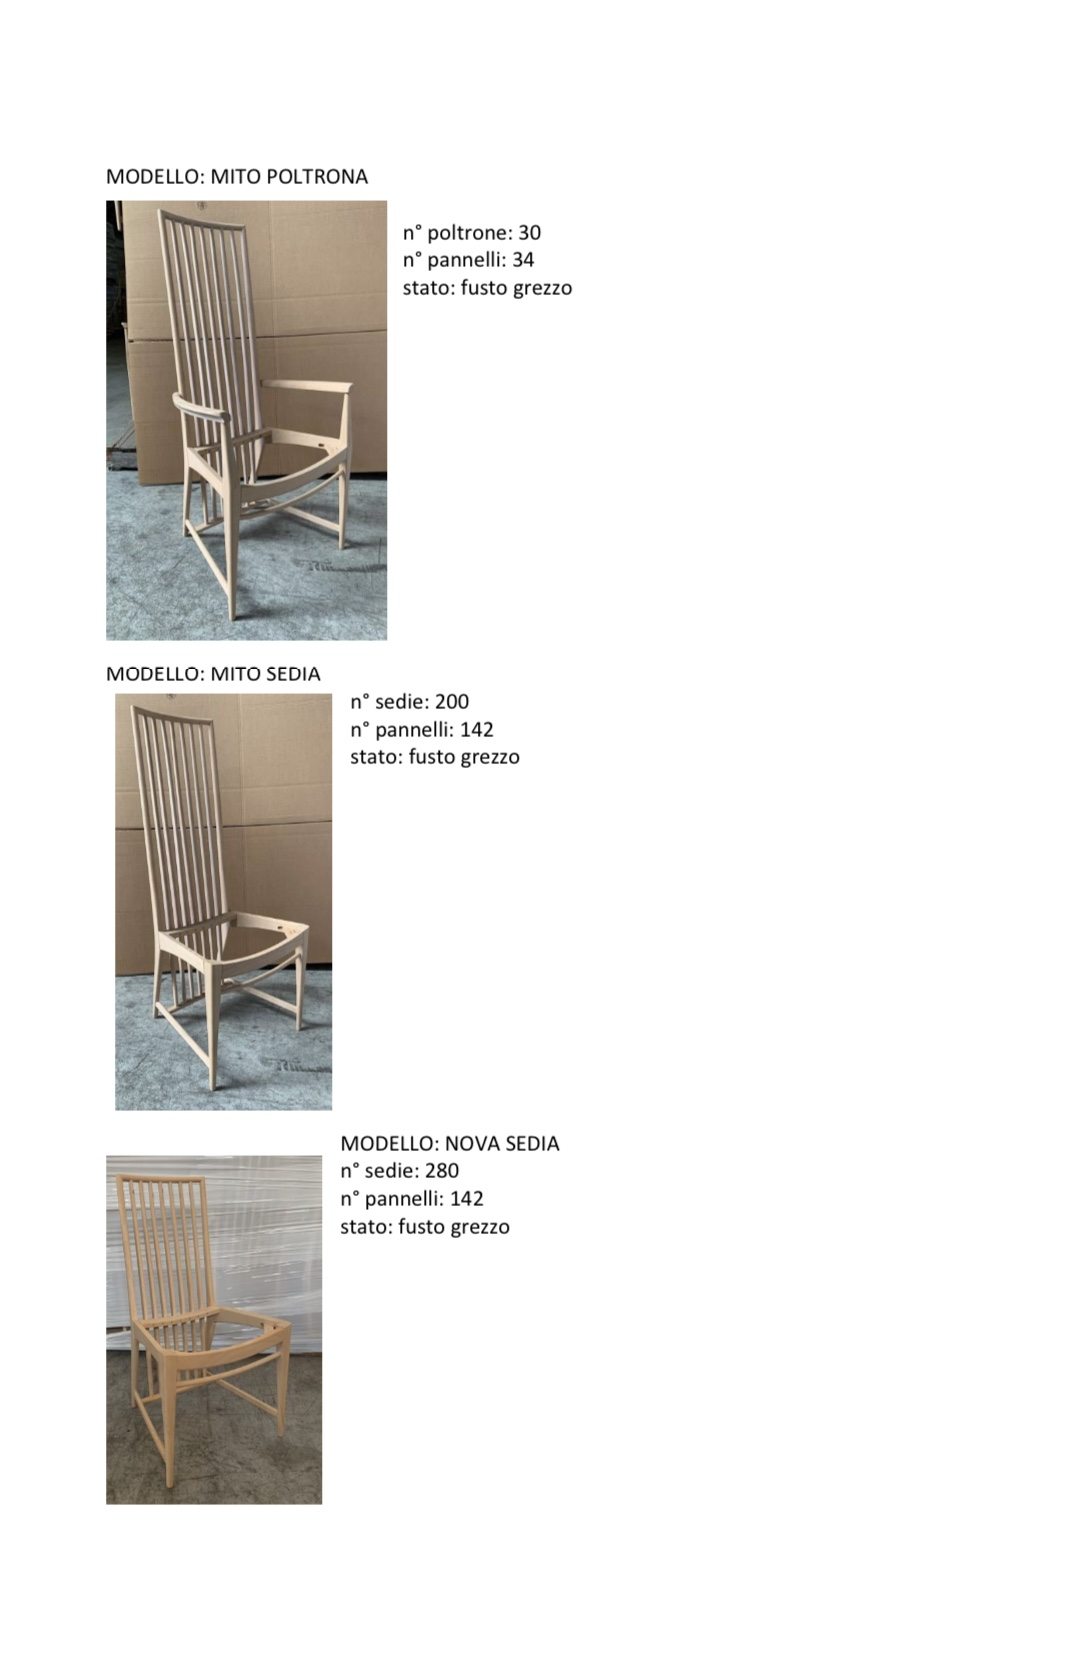 MODELLO: MITO POLTRONA
n° poltrone: 30
n° pannelli: 34
stato: fusto grezzo
MODELLO: MITO SEDIA
n° sedie: 200
n° pannelli: 142
stato: fusto grezzo
MODELLO: NOVA SEDIA
n° sedie: 280
n° pannelli: 142
stato: fusto grezzo